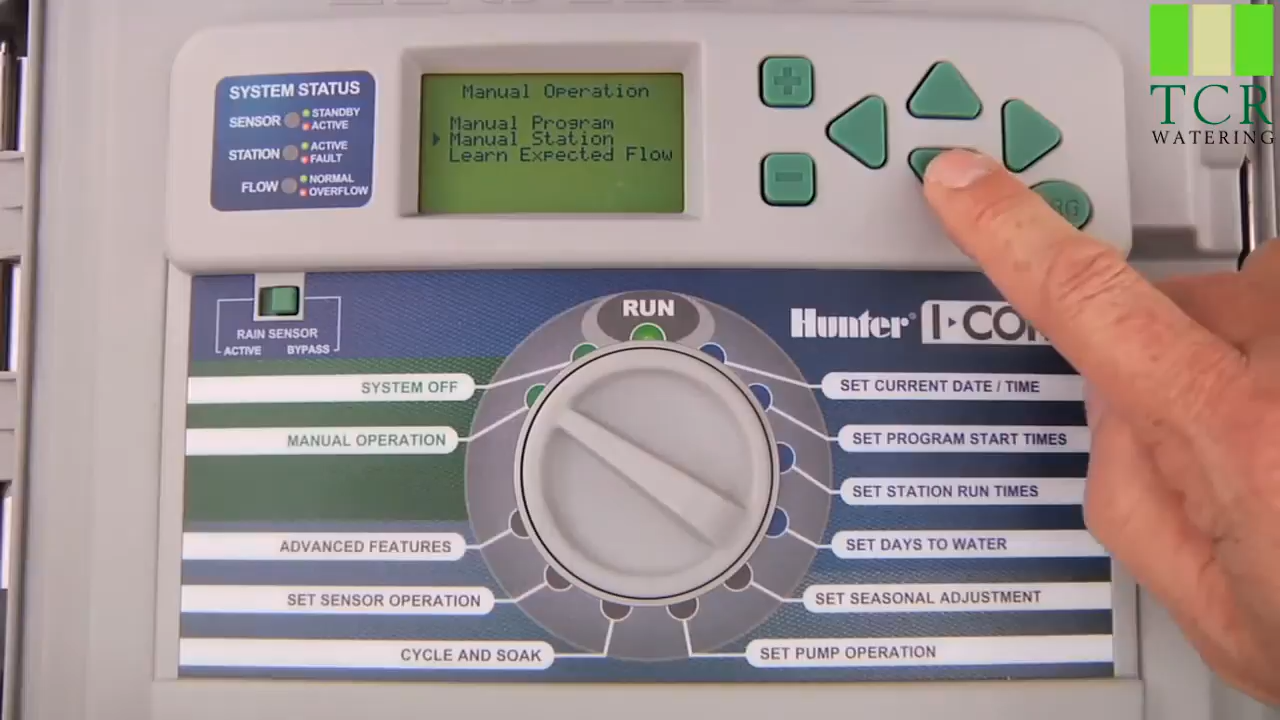 SYSTEM STATUS
SENSOR
STANDBY
ACTIVE
STATION
ACTIVE
FAULT
FLOW
NORMAL
OVERFLOW
Manual Operation
Manual Program
Manual Station
Learn Expected Flow
+
-
TCR
WATERING
RAIN SENSOR
ACTIVE BYPASS
RUN
Hunter®
SYSTEM OFF
MANUAL OPERATION
ADVANCED FEATURES
SET SENSOR OPERATION
CYCLE AND SOAK
SET CURRENT DATE / TIME
SET PROGRAM START TIMES
SET STATION RUN TIMES
SET DAYS TO WATER
SET SEASONAL ADJUSTMENT
SET PUMP OPERATION